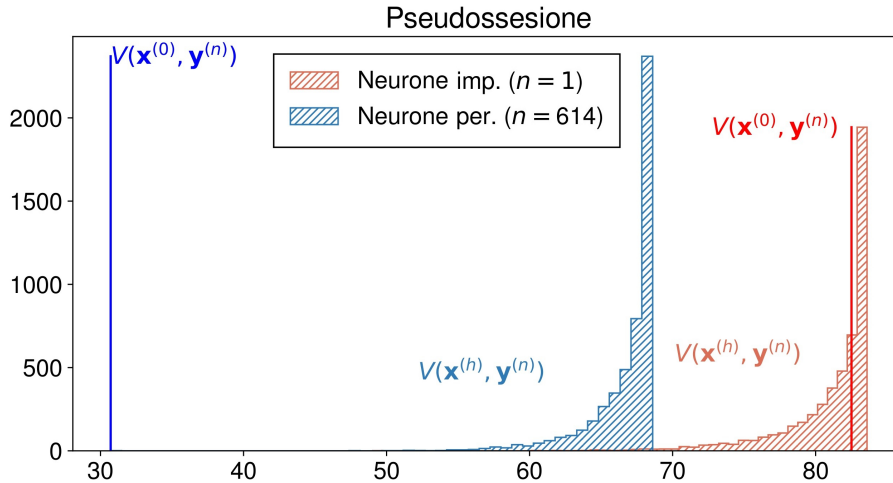 Pseudossesione
V(x^(0), y^(n))
Neurone imp. (n = 1)
Neurone per. (n = 614)
V(x^(0), y^(n))
V(x^(h), y^(n))
V(x^(h), y^(n))
2000
1500
1000
500
0
30 40 50 60 70 80